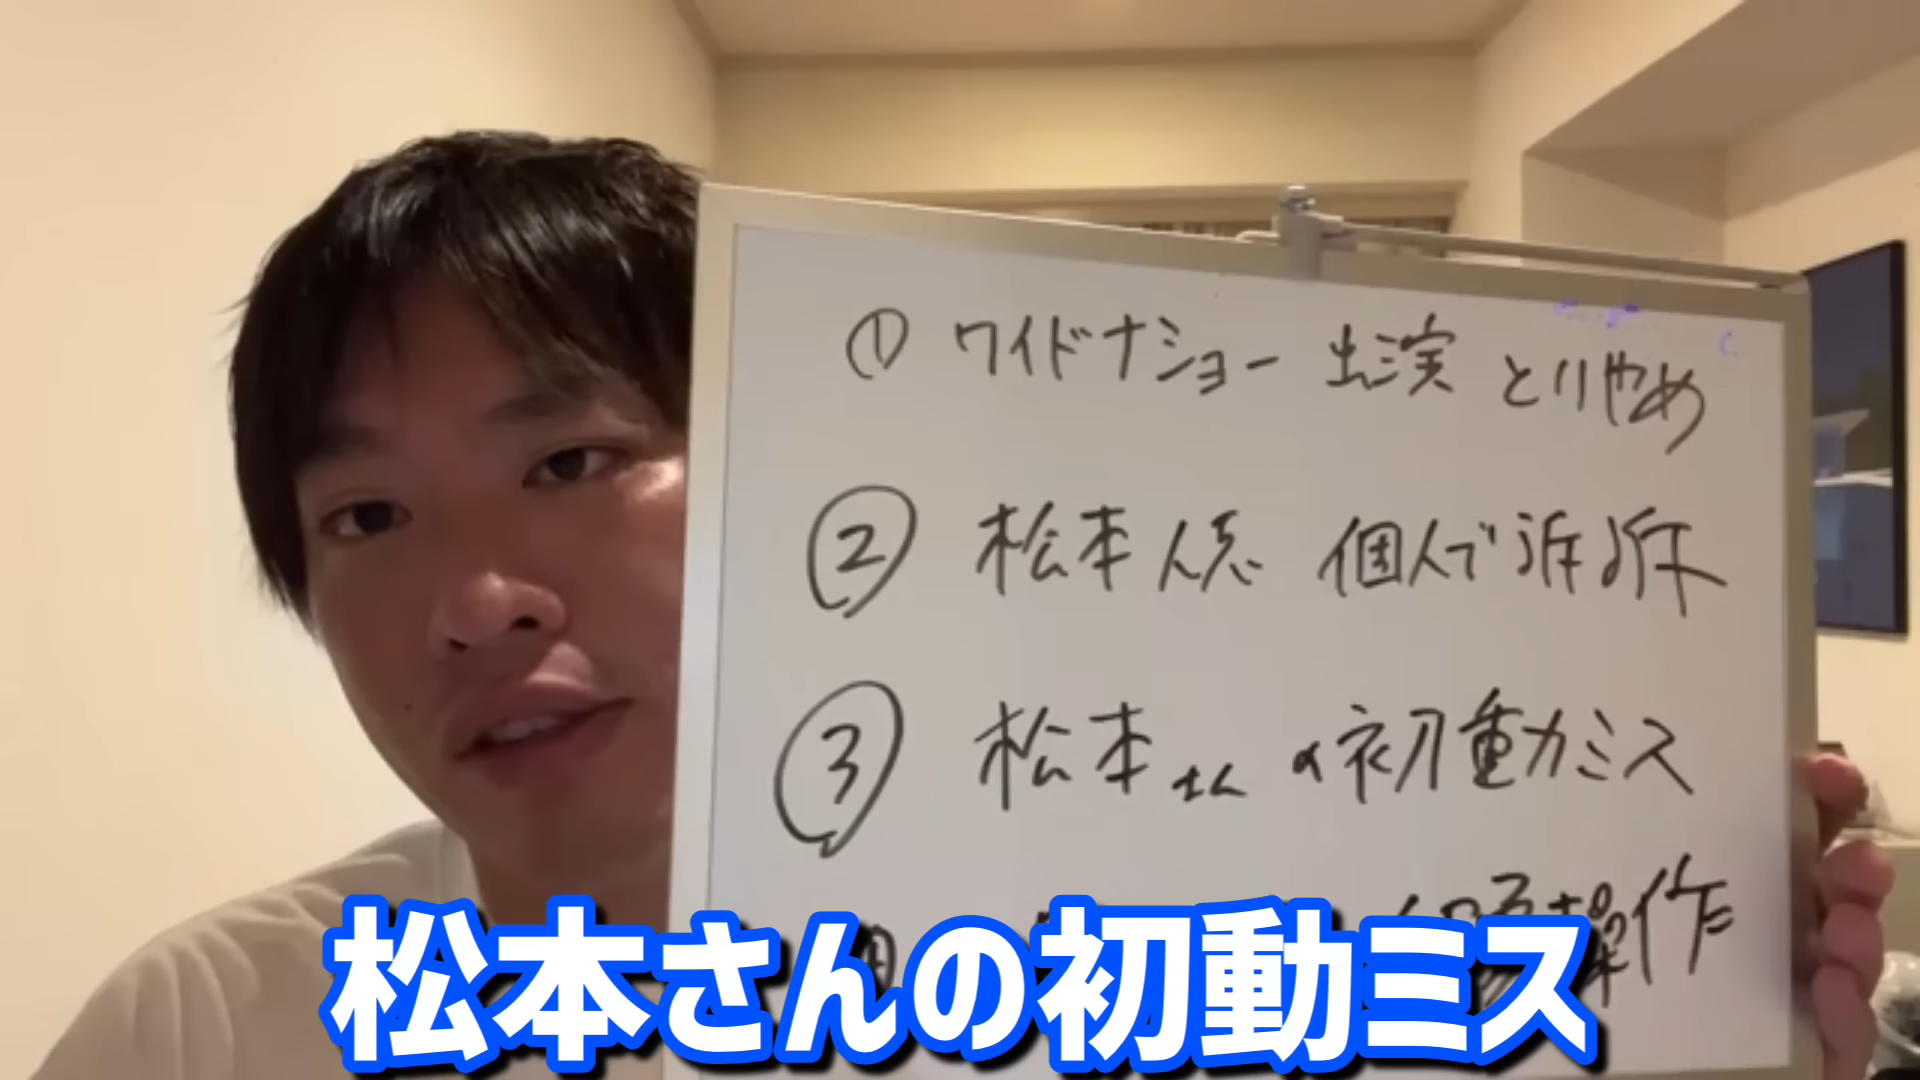 ① ワイドナショー 出演 とりやめ
② 松本人志 個人で訴訟
③ 松本さんの初動ミス
操作
松本さんの初動ミス